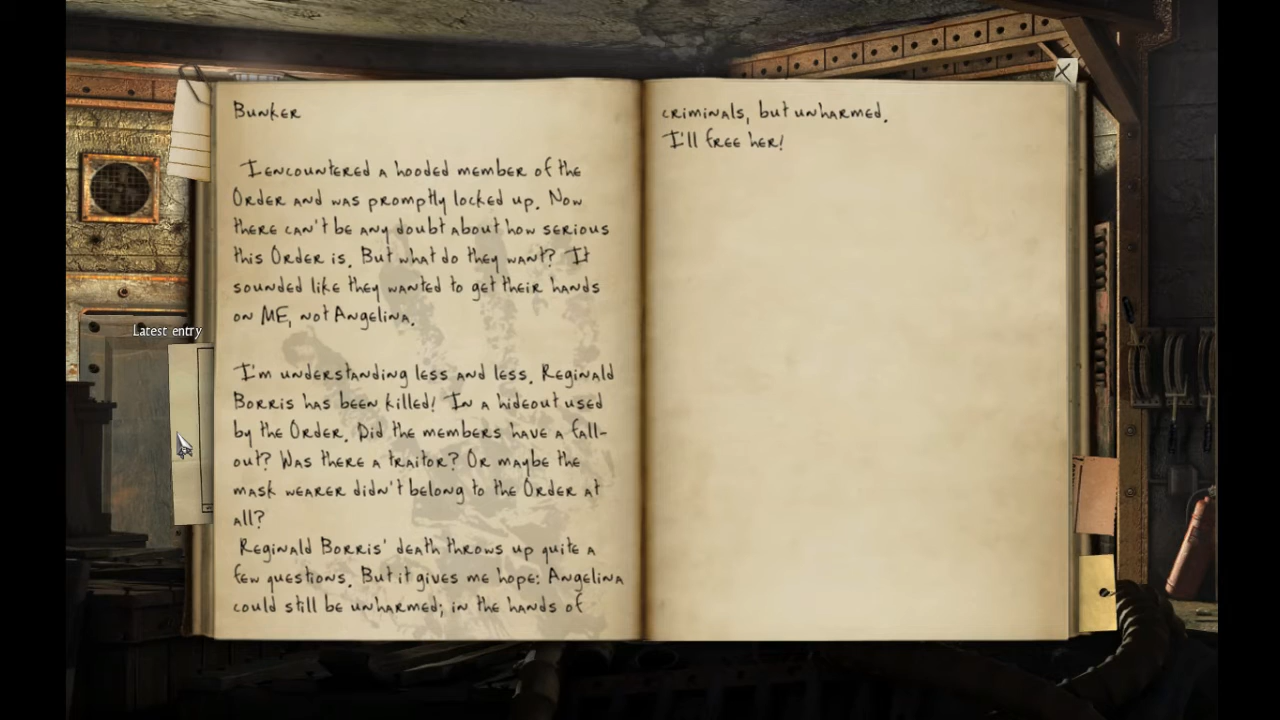 Bunker
I encountered a hooded member of the
Order and was promptly locked up. Now
there can't be any doubt about how serious
this Order is. But what do they want? It
sounded like they wanted to get their hands
on ME, not Angelina.
I'm understanding less and less. Reginald
Borris has been killed! In a hideout used
by the Order. Did the members have a fall-
out? Was there a traitor? Or maybe the
mask wearer didn't belong to the Order at
all?
Reginald Borris' death throws up quite a
few questions. But it gives me hope: Angelina
could still be unharmed; in the hands of
criminals, but unharmed.
I'll free her!
Latest entry